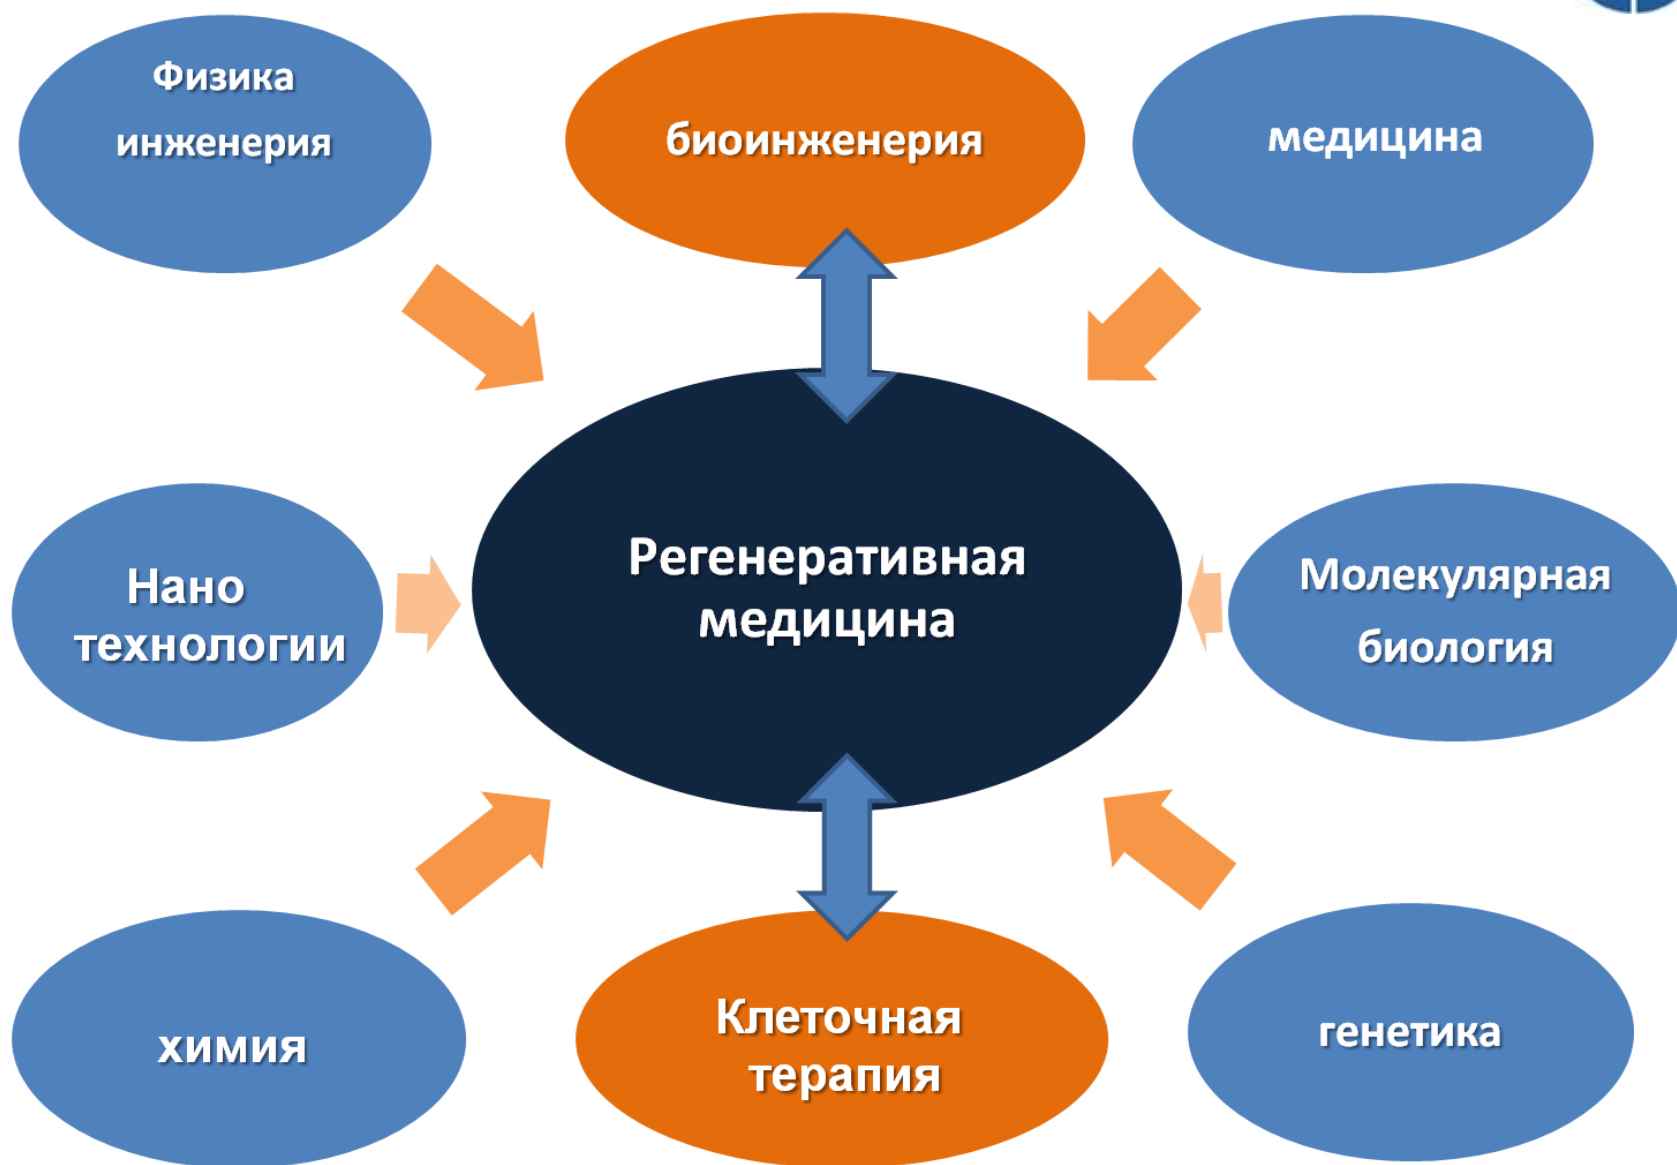 Физика
инженерия
биоинженерия
медицина
Нано
технологии
Регенеративная
медицина
Молекулярная
биология
химия
Клеточная
терапия
генетика